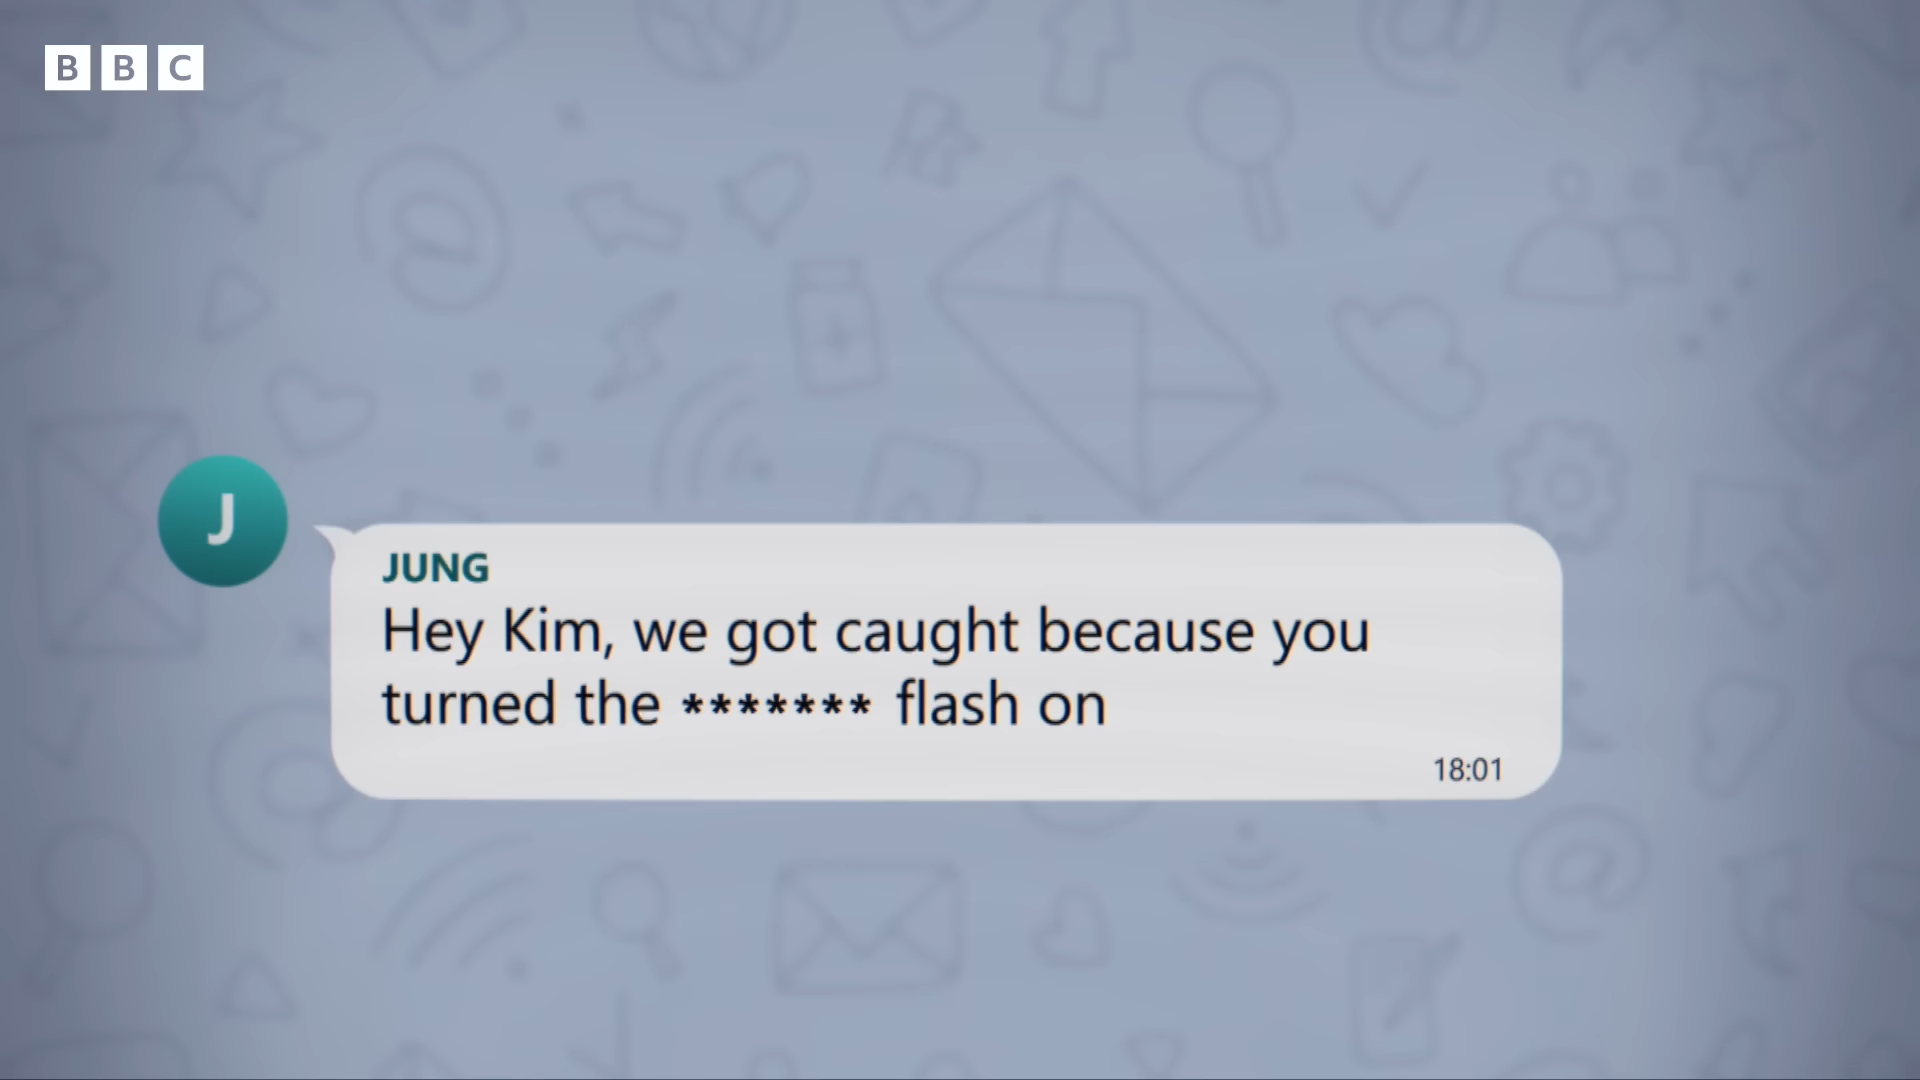 BBC
J
JUNG
Hey Kim, we got caught because you
turned the ******* flash on
18:01